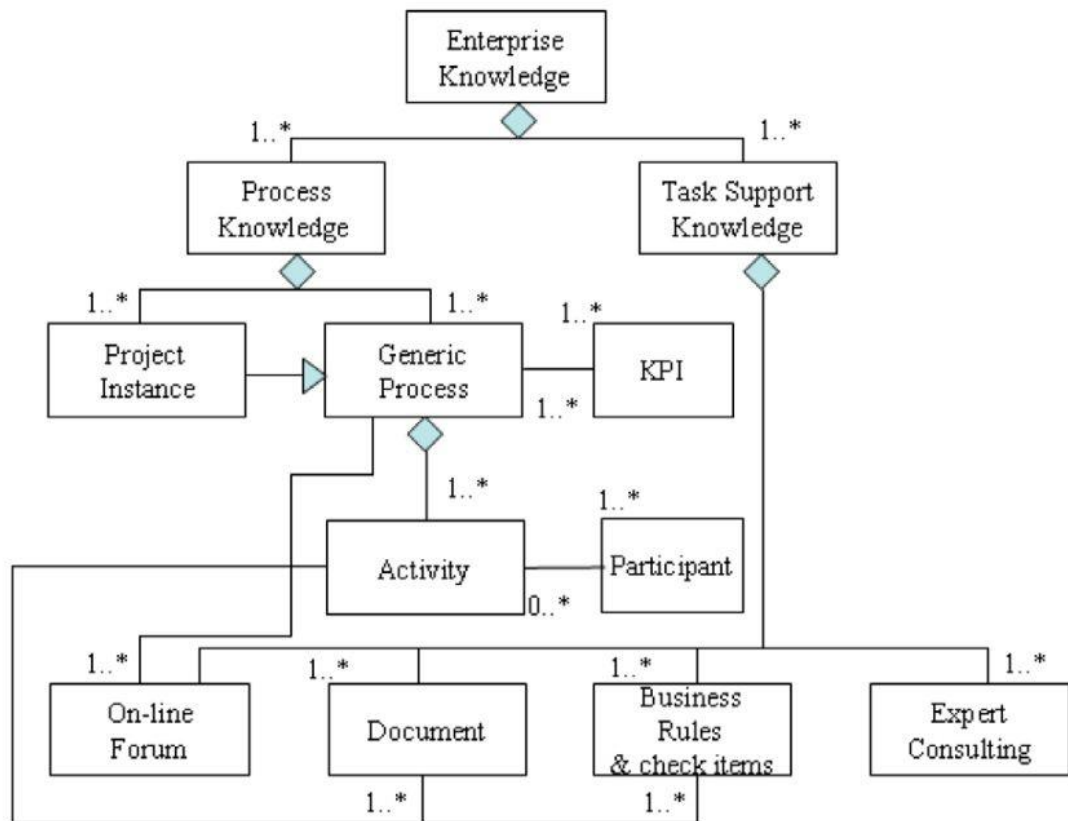 Enterprise
Knowledge
1..*
1..*
Process
Knowledge
Task Support
Knowledge
1..*
1..*
1..*
Project
Instance
Generic
Process
KPI
1..*
1..*
1..*
Activity
Participant
0..*
1..*
1..*
1..*
1..*
On-line
Forum
Document
Business
Rules
& check items
Expert
Consulting
1..*
1..*